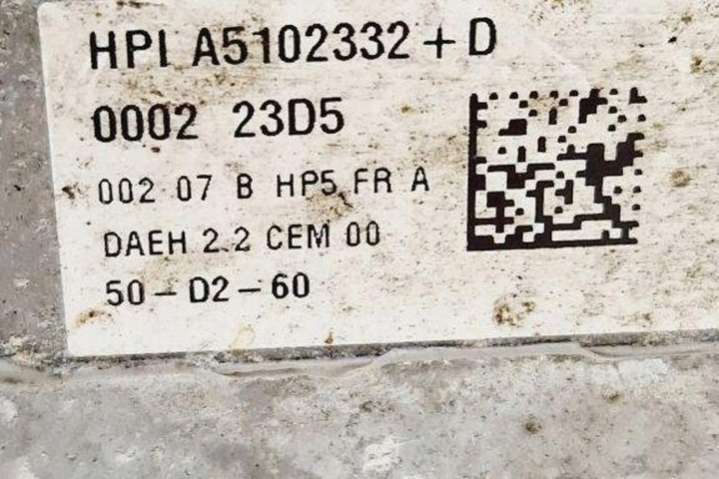 HPI A5102332+D
0002 23D5
002 07 B HP5 FR A
DAEH 2.2 CEM 00
50-D2-60